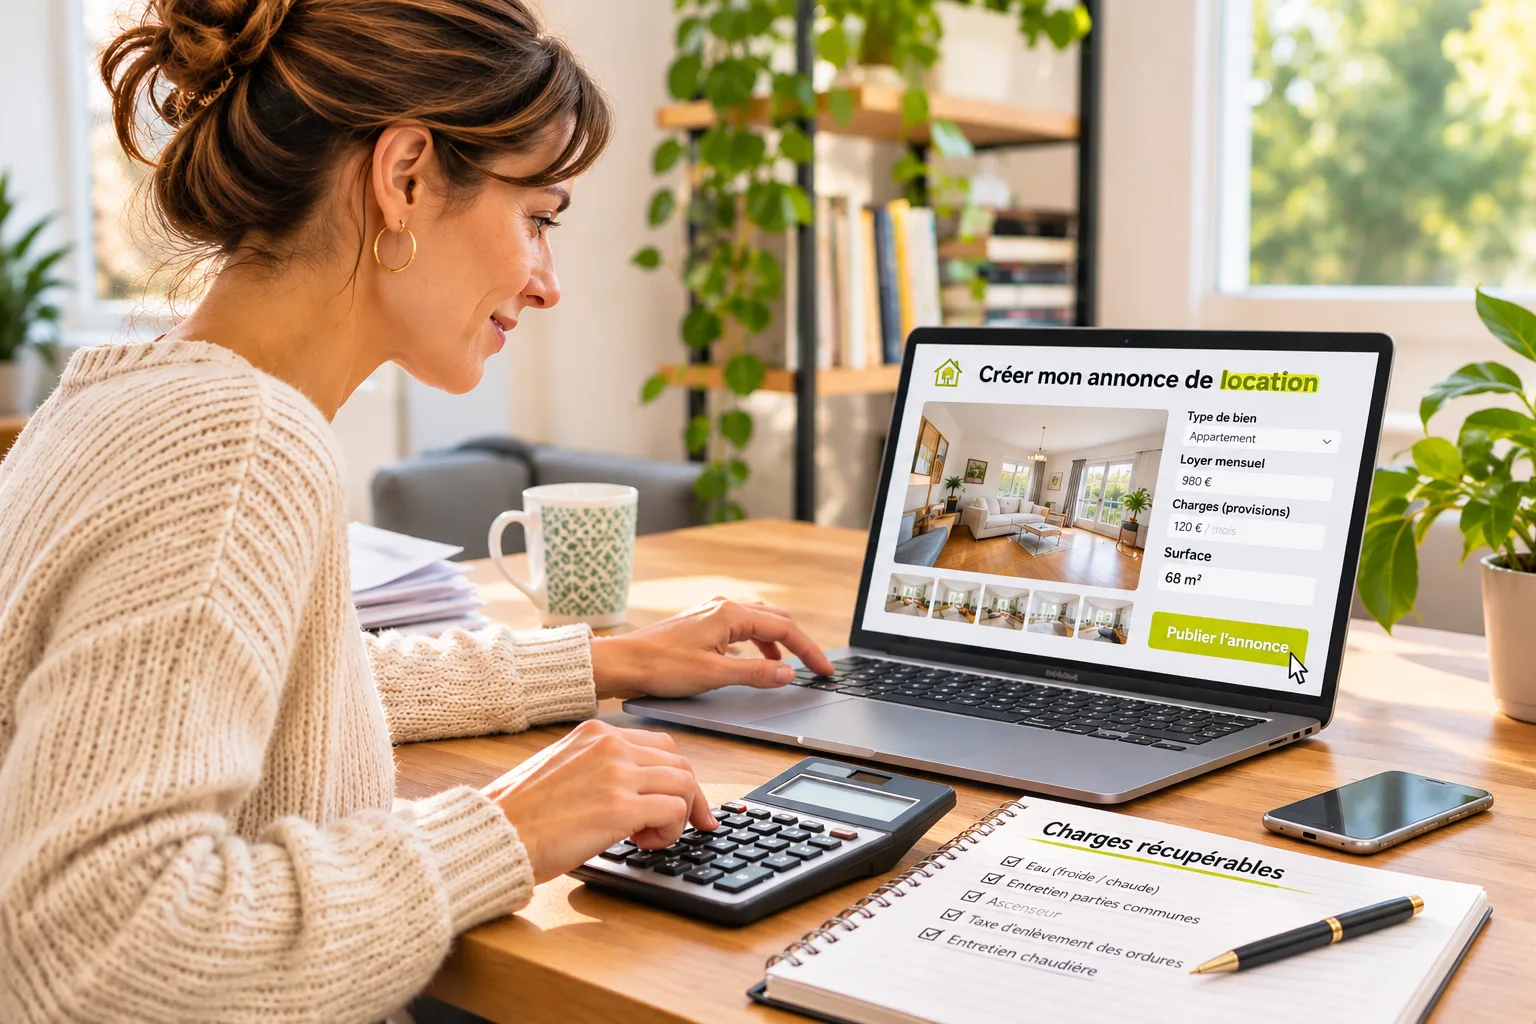 Créer mon annonce de location
Type de bien
Appartement
Loyer mensuel
980 €
Charges (provisions)
120 € / mois
Surface
68 m²
Publier l'annonce
Charges récupérables
Eau (froide / chaude)
Entretien parties communes
Ascenseur
Taxe d'enlèvement des ordures
Entretien chaudière